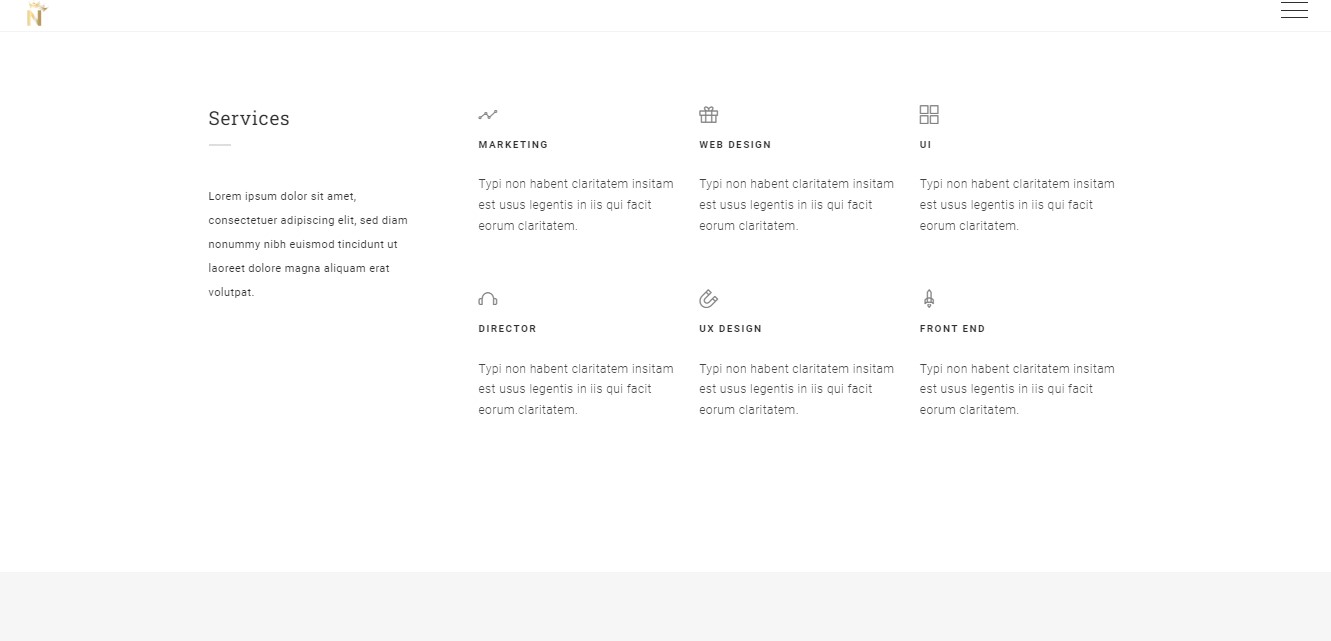 N
Services
Lorem ipsum dolor sit amet,
consectetuer adipiscing elit, sed diam
nonummy nibh euismod tincidunt ut
laoreet dolore magna aliquam erat
volutpat.
MARKETING
Typi non habent claritatem insitam
est usus legentis in iis qui facit
eorum claritatem.
WEB DESIGN
Typi non habent claritatem insitam
est usus legentis in iis qui facit
eorum claritatem.
UI
Typi non habent claritatem insitam
est usus legentis in iis qui facit
eorum claritatem.
DIRECTOR
Typi non habent claritatem insitam
est usus legentis in iis qui facit
eorum claritatem.
UX DESIGN
Typi non habent claritatem insitam
est usus legentis in iis qui facit
eorum claritatem.
FRONT END
Typi non habent claritatem insitam
est usus legentis in iis qui facit
eorum claritatem.